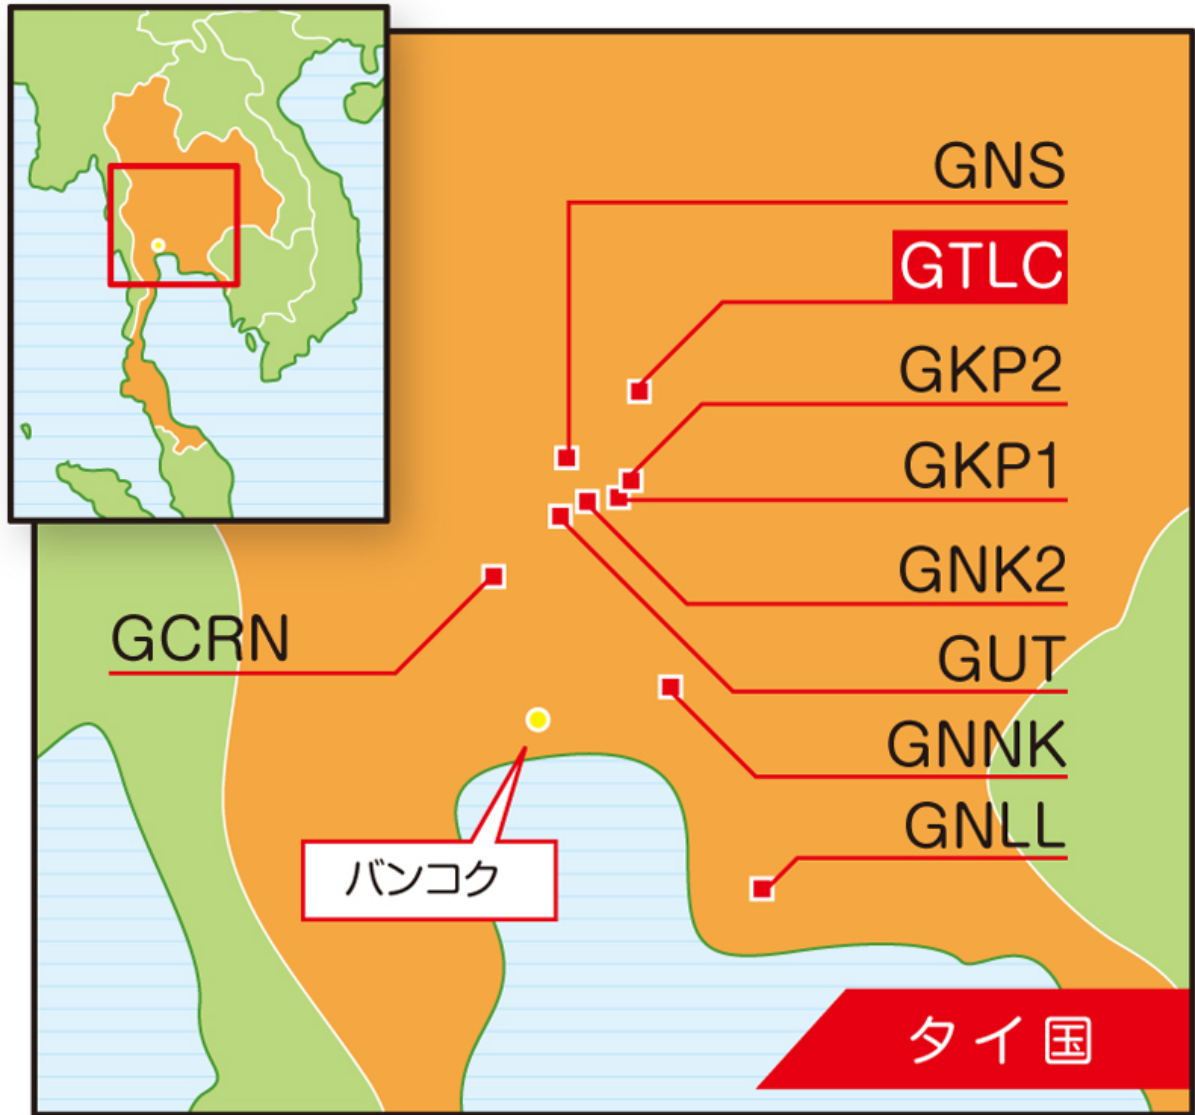 GNS
GTLC
GKP2
GKP1
GNK2
GCRN
GUT
GNNK
GNLL
バンコク
タイ国